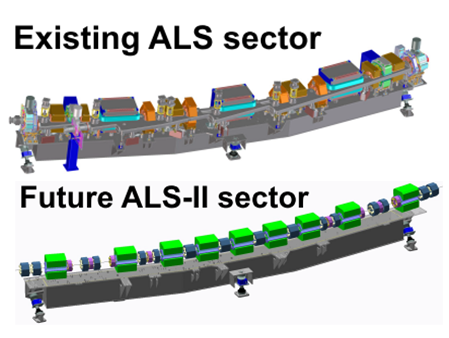 Existing ALS sector
Future ALS-II sector